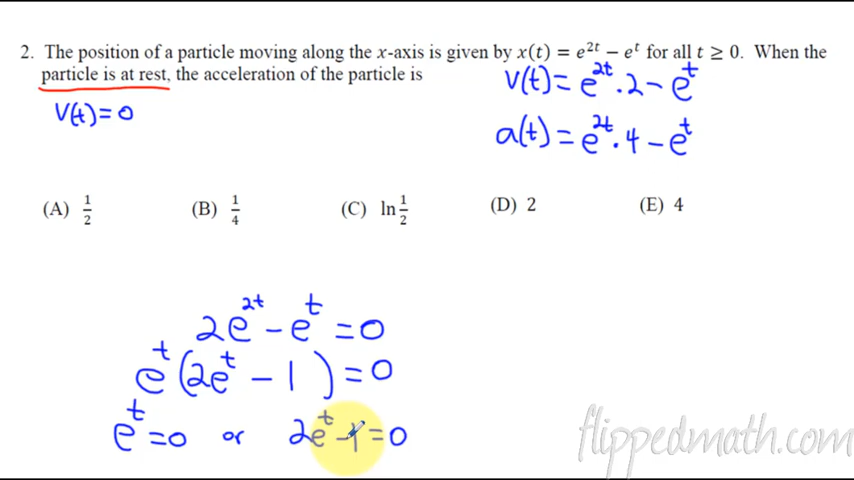 2. The position of a particle moving along the x-axis is given by x(t) = e^{2t} − e^t for all t ≥ 0. When the
particle is at rest, the acceleration of the particle is
v(t) = e^{2t} · 2 − e^t
v(t) = 0
a(t) = e^{2t} · 4 − e^t
(A) 1/2 (B) 1/4 (C) ln 1/2 (D) 2 (E) 4
2e^{2t} − e^t = 0
e^t (2e^t − 1) = 0
e^t = 0 or 2e^t − 1 = 0
flippedmath.com